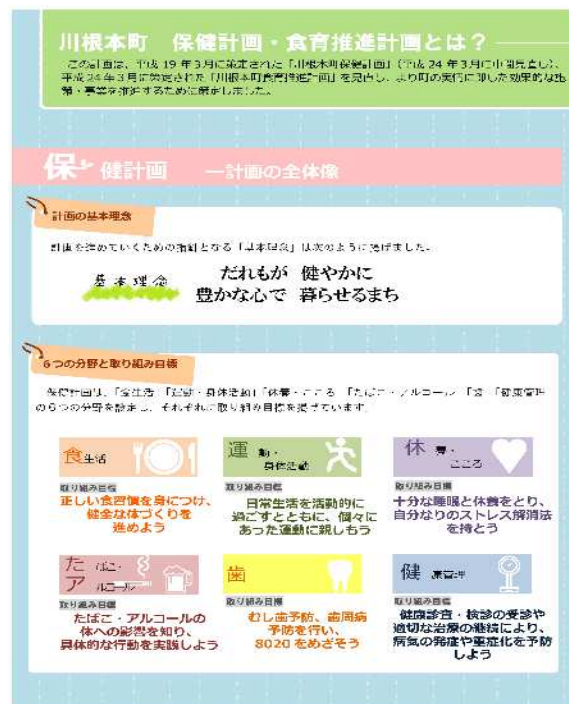 川根本町　保健計画・食育推進計画とは？
この計画は、平成 19 年 3 月に策定された「川根本町保健計画」（平成 24 年 3 月に中間見直し）、
平成 24 年 3 月に策定された「川根本町食育推進計画」を見直し、より町の実情に即した効果的な施
策・事業を推進するために策定しました。
保健計画　―計画の全体像
計画の基本理念
計画を進めていくための指針となる「基本理念」は次のように掲げました。
基本理念
だれもが 健やかに
豊かな心で 暮らせるまち
6つの分野と取り組み目標
保健計画は、「食生活」「運動・身体活動」「休養・こころ」「たばこ・アルコール」「歯」「健康管理」
の６つの分野を設定し、それぞれに取り組み目標を掲げています。
食生活
取り組み目標
正しい食習慣を身につけ、
健全な体づくりを
進めよう
運動・
身体活動
取り組み目標
日常生活を活動的に
過ごすとともに、個々に
あった運動に親しもう
休養・
こころ
取り組み目標
十分な睡眠と休養をとり、
自分なりのストレス解消法
を持とう
たばこ・
アルコール
取り組み目標
たばこ・アルコールの
体への影響を知り、
具体的な行動を実践しよう
歯
取り組み目標
むし歯予防、歯周病
予防を行い、
8020 をめざそう
健康管理
取り組み目標
健康診査・検診の受診や
適切な治療の継続により、
病気の発症や重症化を予防
しよう